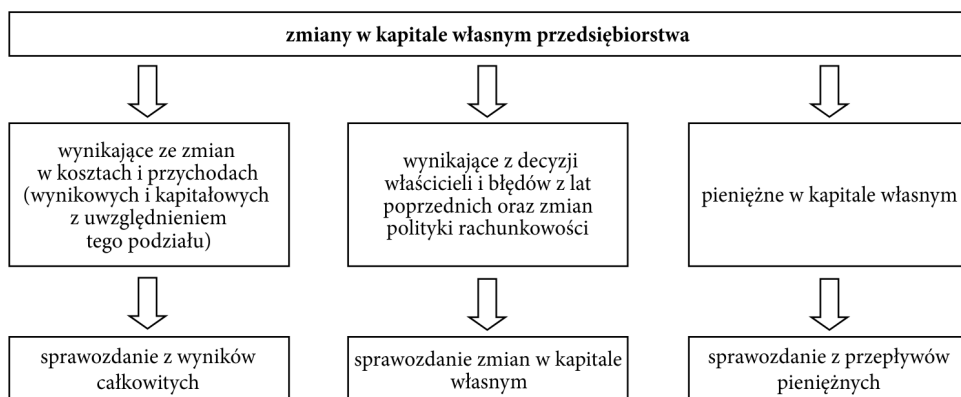 zmiany w kapitale własnym przedsiębiorstwa
wynikające ze zmian
w kosztach i przychodach
(wynikowych i kapitałowych
z uwzględnieniem
tego podziału)
wynikające z decyzji
właścicieli i błędów z lat
poprzednich oraz zmian
polityki rachunkowości
pieniężne w kapitale własnym
sprawozdanie z wyników
całkowitych
sprawozdanie zmian w kapitale
własnym
sprawozdanie z przepływów
pieniężnych